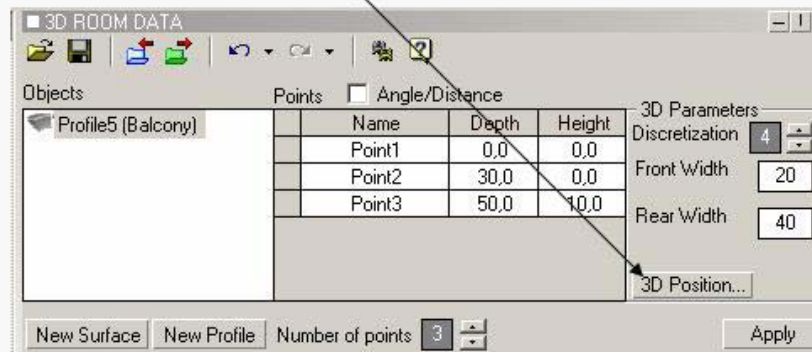 3D ROOM DATA
Objects
Points Angle/Distance
Profile5 (Balcony)
Name Depth Height
Point1 0,0 0,0
Point2 30,0 0,0
Point3 50,0 10,0
3D Parameters
Discretization 4
Front Width 20
Rear Width 40
3D Position...
New Surface New Profile Number of points 3 Apply